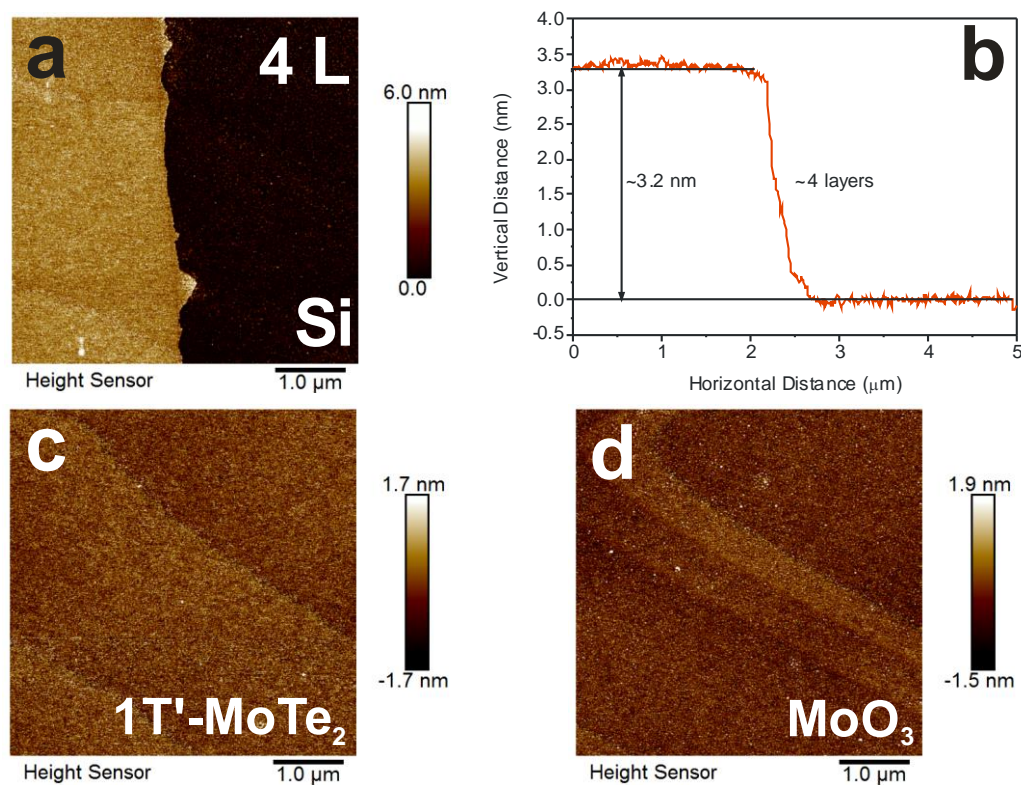 a
4 L
6.0 nm
0.0
Si
Height Sensor
1.0 μm
b
4.0
3.5
3.0
2.5
2.0
1.5
1.0
0.5
0.0
-0.5
Vertical Distance (nm)
~3.2 nm
~4 layers
0 1 2 3 4 5
Horizontal Distance (μm)
c
1.7 nm
-1.7 nm
1T'-MoTe₂
Height Sensor
1.0 μm
d
1.9 nm
-1.5 nm
MoO₃
Height Sensor
1.0 μm